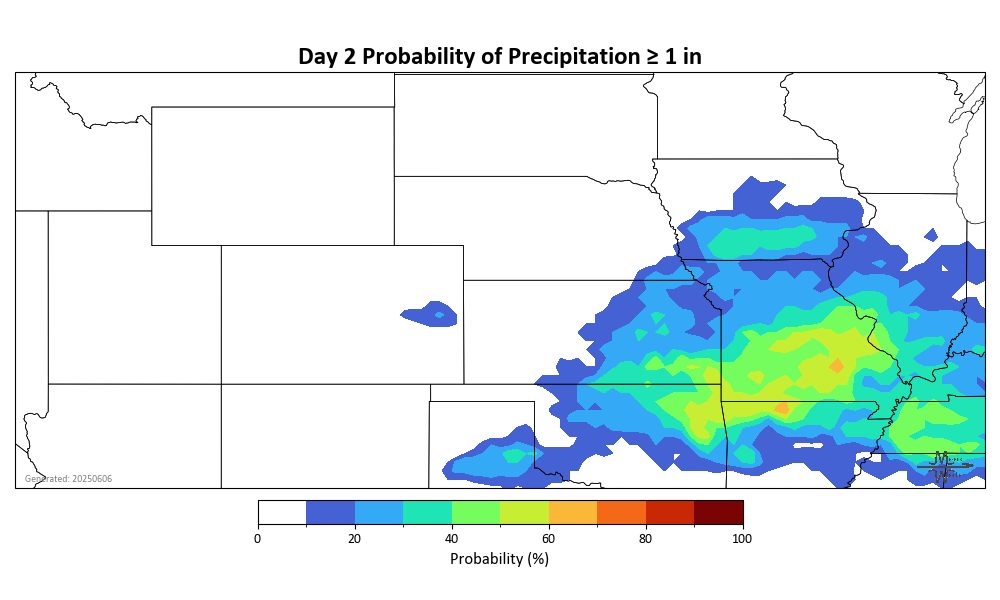 Day 2 Probability of Precipitation ≥ 1 in
Generated: 20250606
0 20 40 60 80 100
Probability (%)